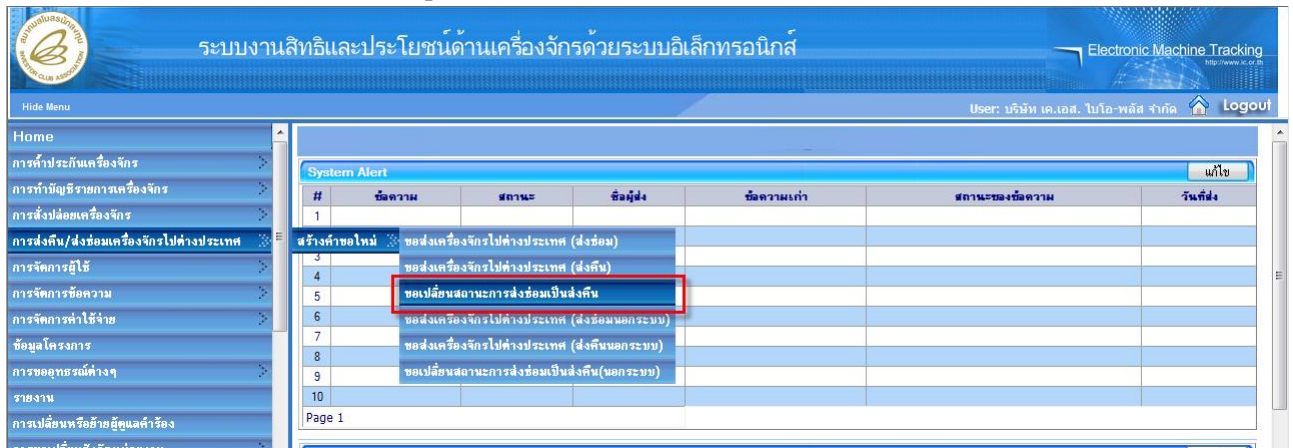 สมาคมสโมสรนักลงทุน
INVESTOR CLUB ASSOCIATION
ระบบงานสิทธิและประโยชน์ด้านเครื่องจักรด้วยระบบอิเล็กทรอนิกส์
Electronic Machine Tracking
http://www.ic.or.th
Hide Menu
User: บริษัท เค.เอส. ไบโอ-พลัส จำกัด Logout
Home
การค้ำประกันเครื่องจักร
การทำบัญชีรายการเครื่องจักร
การสั่งปล่อยเครื่องจักร
การส่งคืน/ส่งซ่อมเครื่องจักรไปต่างประเทศ
การจัดการผู้ใช้
การจัดการข้อความ
การจัดการค่าใช้จ่าย
ข้อมูลโครงการ
การขออุทธรณ์ต่างๆ
รายงาน
การเปลี่ยนหรือย้ายผู้ดูแลคำร้อง
สร้างคำขอใหม่
ขอส่งเครื่องจักรไปต่างประเทศ (ส่งซ่อม)
ขอส่งเครื่องจักรไปต่างประเทศ (ส่งคืน)
ขอเปลี่ยนสถานะการส่งซ่อมเป็นส่งคืน
ขอส่งเครื่องจักรไปต่างประเทศ (ส่งซ่อมนอกระบบ)
ขอส่งเครื่องจักรไปต่างประเทศ (ส่งคืนนอกระบบ)
ขอเปลี่ยนสถานะการส่งซ่อมเป็นส่งคืน(นอกระบบ)
System Alert แก้ไข
# ข้อความ สถานะ ชื่อผู้ส่ง ข้อความเก่า สถานะของข้อความ วันที่ส่ง
1
3
4
5
6
7
8
9
10
Page 1